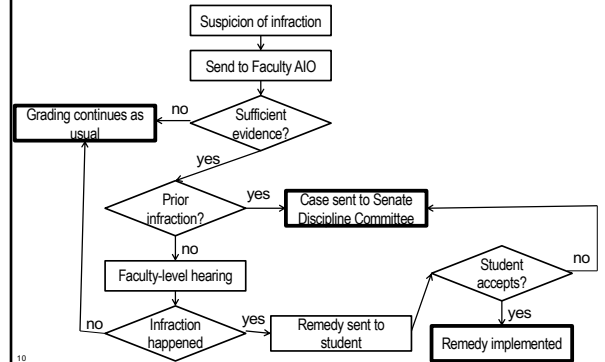 Suspicion of infraction
Send to Faculty AIO
Grading continues as
usual
no
Sufficient
evidence?
yes
Prior
infraction?
yes
Case sent to Senate
Discipline Committee
no
Faculty-level hearing
Student
accepts?
no
no
Infraction
happened
yes
Remedy sent to
student
yes
Remedy implemented
10